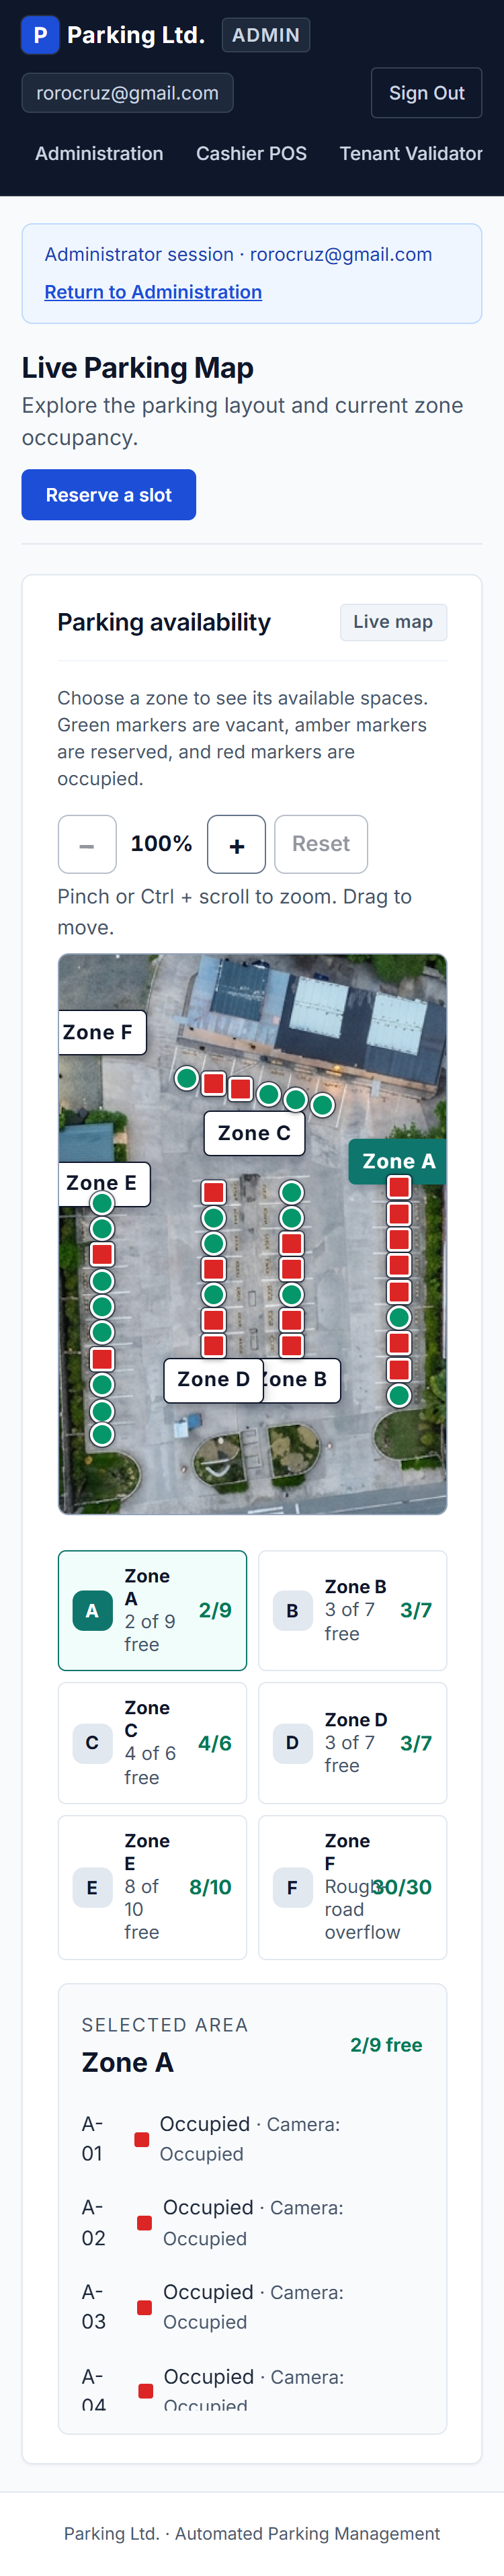 P Parking Ltd. ADMIN
rorocruz@gmail.com Sign Out
Administration Cashier POS Tenant Validator
Administrator session · rorocruz@gmail.com
Return to Administration
Live Parking Map
Explore the parking layout and current zone
occupancy.
Reserve a slot
Parking availability Live map
Choose a zone to see its available spaces.
Green markers are vacant, amber markers
are reserved, and red markers are
occupied.
− 100% + Reset
Pinch or Ctrl + scroll to zoom. Drag to
move.
Zone F
Zone C
Zone A
Zone E
Zone D Zone B
A Zone
A
2 of 9
free
2/9
B Zone B
3 of 7
free
3/7
C Zone
C
4 of 6
free
4/6
D Zone D
3 of 7
free
3/7
E Zone
E
8 of
10
free
8/10
F Zone
F
Rough-
road
overflow
30/30
SELECTED AREA
Zone A
2/9 free
A-
01
Occupied · Camera:
Occupied
A-
02
Occupied · Camera:
Occupied
A-
03
Occupied · Camera:
Occupied
A-
04
Occupied · Camera:
Occupied
Parking Ltd. · Automated Parking Management